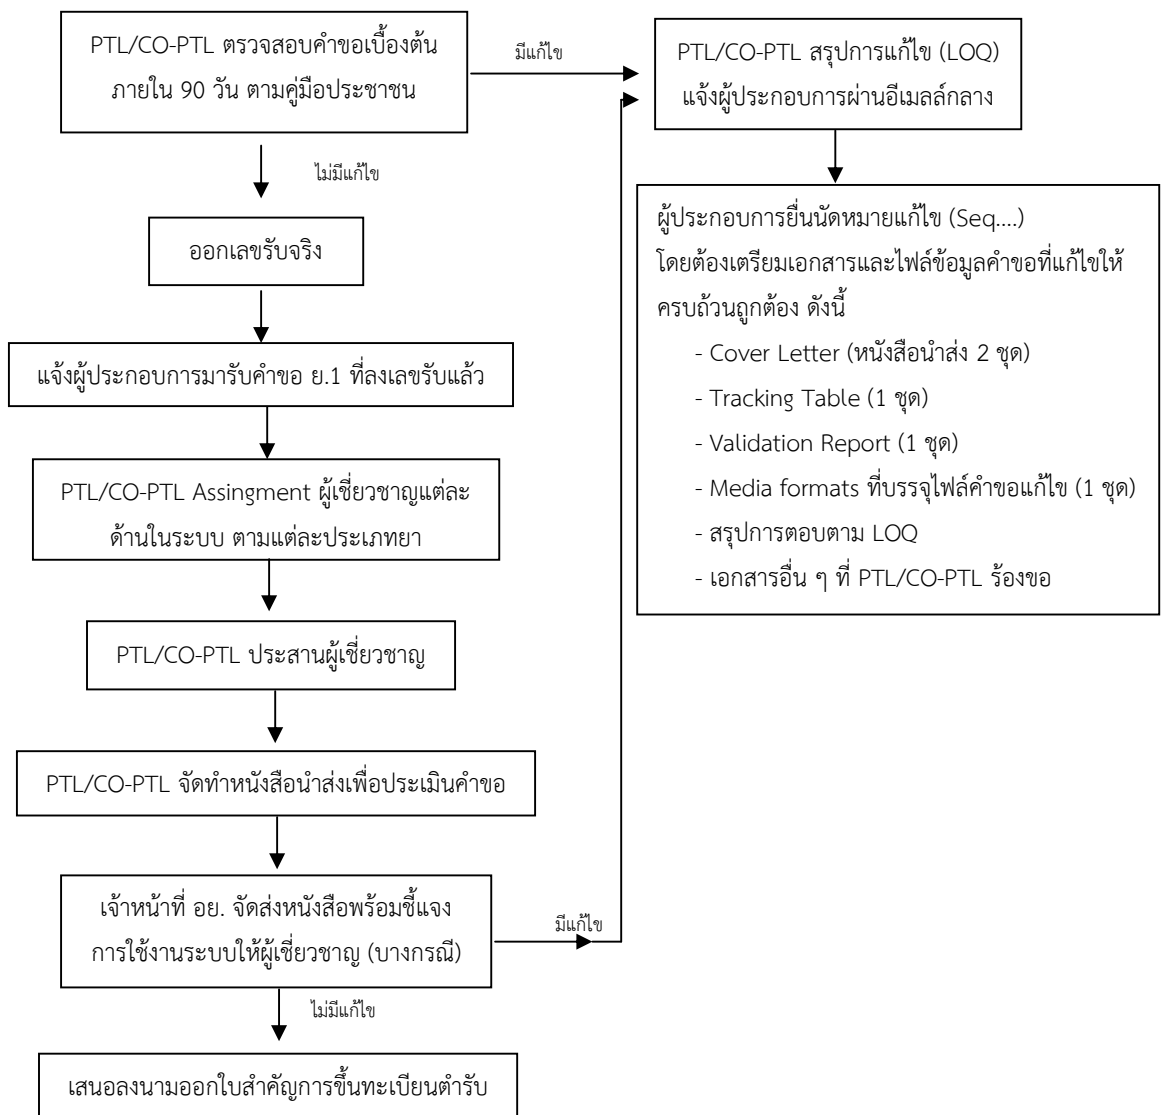 PTL/CO-PTL ตรวจสอบคำขอเบื้องต้น
ภายใน 90 วัน ตามคู่มือประชาชน
มีแก้ไข
PTL/CO-PTL สรุปการแก้ไข (LOQ)
แจ้งผู้ประกอบการผ่านอีเมลล์กลาง
ไม่มีแก้ไข
ออกเลขรับจริง
แจ้งผู้ประกอบการมารับคำขอ ย.1 ที่ลงเลขรับแล้ว
PTL/CO-PTL Assingment ผู้เชี่ยวชาญแต่ละ
ด้านในระบบ ตามแต่ละประเภทยา
PTL/CO-PTL ประสานผู้เชี่ยวชาญ
PTL/CO-PTL จัดทำหนังสือนำส่งเพื่อประเมินคำขอ
เจ้าหน้าที่ อย. จัดส่งหนังสือพร้อมชี้แจง
การใช้งานระบบให้ผู้เชี่ยวชาญ (บางกรณี)
มีแก้ไข
ไม่มีแก้ไข
เสนอลงนามออกใบสำคัญการขึ้นทะเบียนตำรับ
ผู้ประกอบการยื่นนัดหมายแก้ไข (Seq....)
โดยต้องเตรียมเอกสารและไฟล์ข้อมูลคำขอที่แก้ไขให้
ครบถ้วนถูกต้อง ดังนี้
- Cover Letter (หนังสือนำส่ง 2 ชุด)
- Tracking Table (1 ชุด)
- Validation Report (1 ชุด)
- Media formats ที่บรรจุไฟล์คำขอแก้ไข (1 ชุด)
- สรุปการตอบตาม LOQ
- เอกสารอื่น ๆ ที่ PTL/CO-PTL ร้องขอ